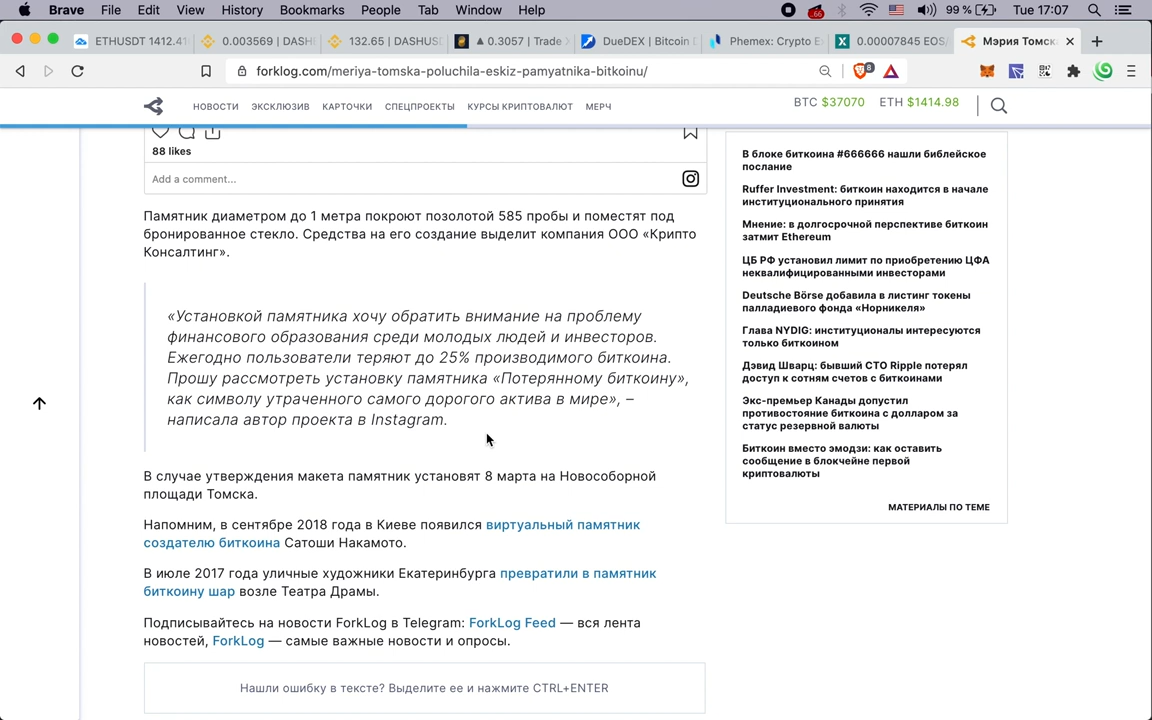 Brave File Edit View History Bookmarks People Tab Window Help .66 99 % Tue 17:07
ETHUSDT 1412.41 0.003569 | DASH 132.65 | DASHUSD ▲0.3057 | Trade DueDEX | Bitcoin Phemex: Crypto E 0.00007845 EOS/ Мэрия Томска
forklog.com/meriya-tomska-poluchila-eskiz-pamyatnika-bitkoinu/ 8
НОВОСТИ ЭКСКЛЮЗИВ КАРТОЧКИ СПЕЦПРОЕКТЫ КУРСЫ КРИПТОВАЛЮТ МЕРЧ BTC $37070 ETH $1414.98
88 likes
Add a comment...
Памятник диаметром до 1 метра покроют позолотой 585 пробы и поместят под
бронированное стекло. Средства на его создание выделит компания ООО «Крипто
Консалтинг».
«Установкой памятника хочу обратить внимание на проблему
финансового образования среди молодых людей и инвесторов.
Ежегодно пользователи теряют до 25% производимого биткоина.
Прошу рассмотреть установку памятника «Потерянному биткоину»,
как символу утраченного самого дорогого актива в мире», –
написала автор проекта в Instagram.
В случае утверждения макета памятник установят 8 марта на Новособорной
площади Томска.
Напомним, в сентябре 2018 года в Киеве появился виртуальный памятник
создателю биткоина Сатоши Накамото.
В июле 2017 года уличные художники Екатеринбурга превратили в памятник
биткоину шар возле Театра Драмы.
Подписывайтесь на новости ForkLog в Telegram: ForkLog Feed — вся лента
новостей, ForkLog — самые важные новости и опросы.
Нашли ошибку в тексте? Выделите ее и нажмите CTRL+ENTER
В блоке биткоина #666666 нашли библейское
послание
Ruffer Investment: биткоин находится в начале
институционального принятия
Мнение: в долгосрочной перспективе биткоин
затмит Ethereum
ЦБ РФ установил лимит по приобретению ЦФА
неквалифицированными инвесторами
Deutsche Börse добавила в листинг токены
палладиевого фонда «Норникеля»
Глава NYDIG: институционалы интересуются
только биткоином
Дэвид Шварц: бывший CTO Ripple потерял
доступ к сотням счетов с биткоинами
Экс-премьер Канады допустил
противостояние биткоина с долларом за
статус резервной валюты
Биткоин вместо эмодзи: как оставить
сообщение в блокчейне первой
криптовалюты
МАТЕРИАЛЫ ПО ТЕМЕ